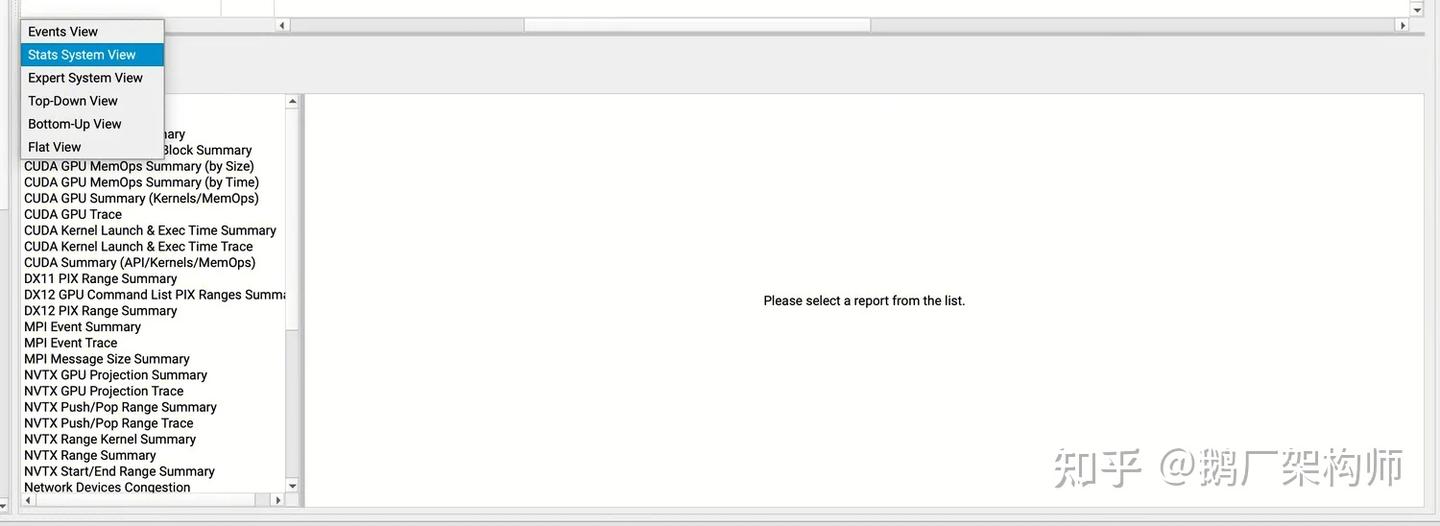 Events View
Stats System View
Expert System View
Top-Down View
Bottom-Up View
Flat View
Block Summary
CUDA GPU MemOps Summary (by Size)
CUDA GPU MemOps Summary (by Time)
CUDA GPU Summary (Kernels/MemOps)
CUDA GPU Trace
CUDA Kernel Launch & Exec Time Summary
CUDA Kernel Launch & Exec Time Trace
CUDA Summary (API/Kernels/MemOps)
DX11 PIX Range Summary
DX12 GPU Command List PIX Ranges Summa
DX12 PIX Range Summary
MPI Event Summary
MPI Event Trace
MPI Message Size Summary
NVTX GPU Projection Summary
NVTX GPU Projection Trace
NVTX Push/Pop Range Summary
NVTX Push/Pop Range Trace
NVTX Range Kernel Summary
NVTX Range Summary
NVTX Start/End Range Summary
Network Devices Congestion
Please select a report from the list.
知乎 @鹅厂架构师